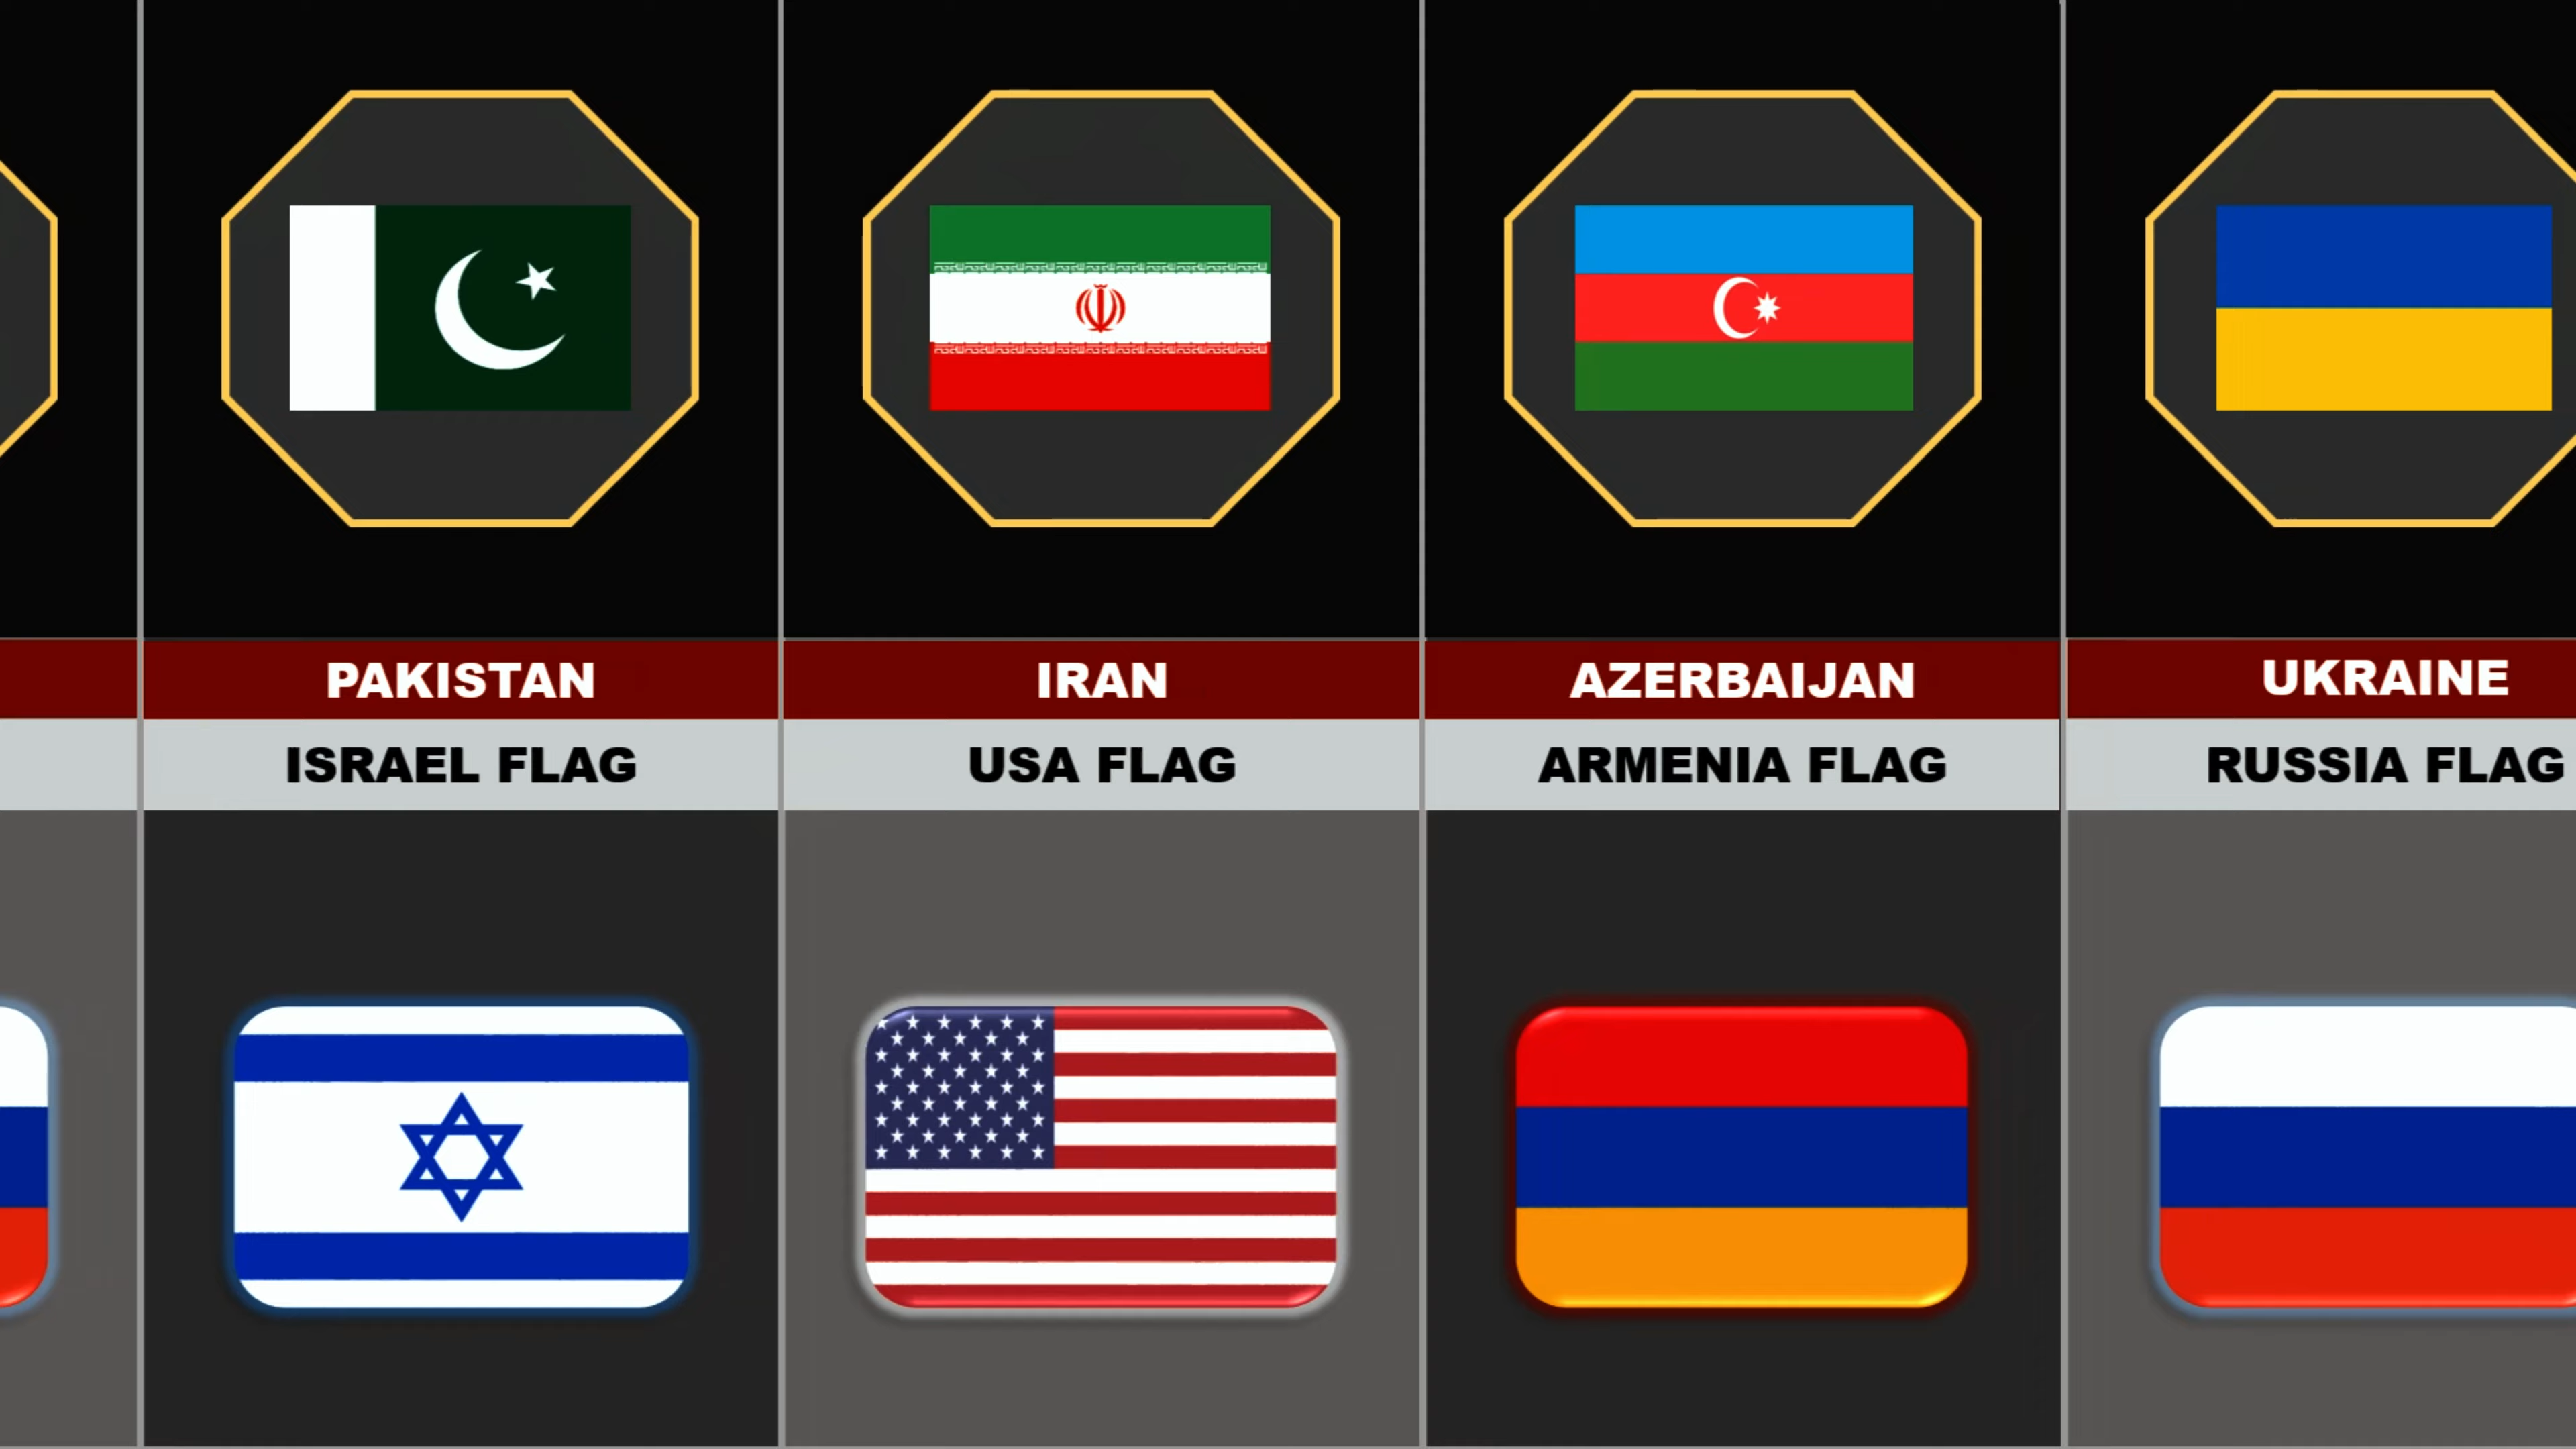 PAKISTAN
ISRAEL FLAG
IRAN
USA FLAG
AZERBAIJAN
ARMENIA FLAG
UKRAINE
RUSSIA FLAG